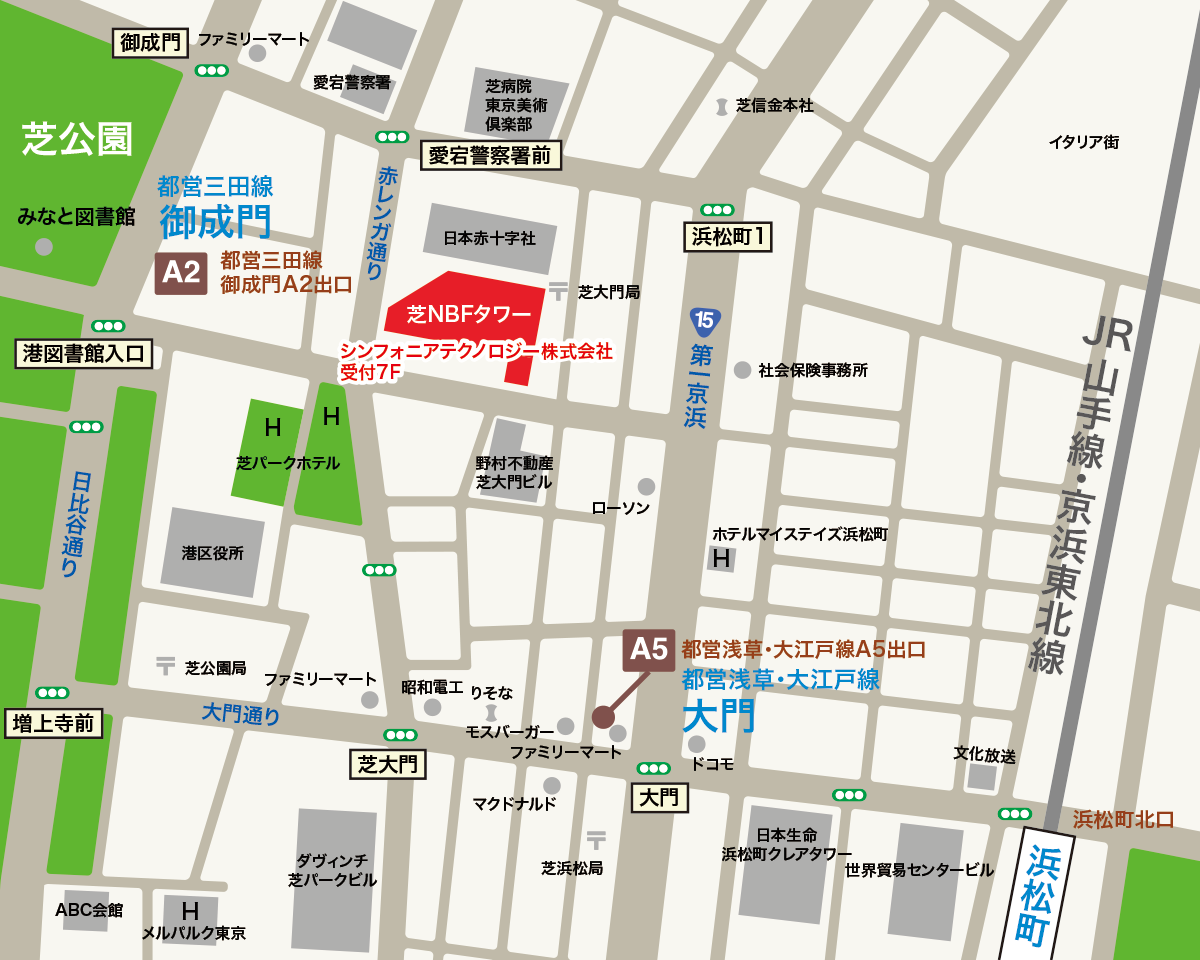 御成門
ファミリーマート
愛宕警察署
芝病院
東京美術
倶楽部
芝信金本社
イタリア街
芝公園
愛宕警察署前
みなと図書館
都営三田線
御成門
A2
都営三田線
御成門A2出口
赤レンガ通り
日本赤十字社
浜松町1
芝NBFタワー
芝大門局
シンフォニアテクノロジー株式会社
受付7F
15
第一京浜
港図書館入口
社会保険事務所
JR山手線・京浜東北線
H
H
芝パークホテル
野村不動産
芝大門ビル
ローソン
日比谷通り
港区役所
ホテルマイステイズ浜松町
H
A5
都営浅草・大江戸線A5出口
都営浅草・大江戸線
大門
芝公園局
ファミリーマート
昭和電工
りそな
モスバーガー
ファミリーマート
ドコモ
文化放送
増上寺前
大門通り
芝大門
マクドナルド
大門
浜松町北口
芝浜松局
日本生命
浜松町クレアタワー
世界貿易センタービル
浜松町
ダヴィンチ
芝パークビル
ABC会館
H
メルパルク東京